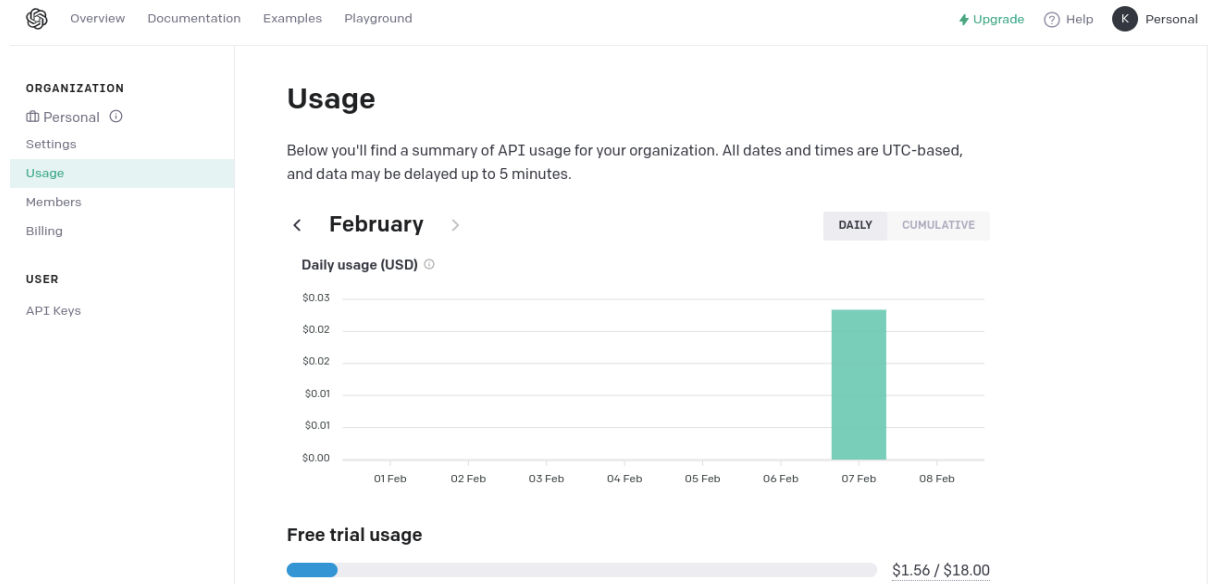 Overview Documentation Examples Playground Upgrade Help K Personal
ORGANIZATION
Personal
Settings
Usage
Members
Billing
USER
API Keys
Usage
Below you'll find a summary of API usage for your organization. All dates and times are UTC-based,
and data may be delayed up to 5 minutes.
February
DAILY CUMULATIVE
Daily usage (USD)
$0.03
$0.02
$0.02
$0.01
$0.01
$0.00
01 Feb 02 Feb 03 Feb 04 Feb 05 Feb 06 Feb 07 Feb 08 Feb
Free trial usage
$1.56 / $18.00